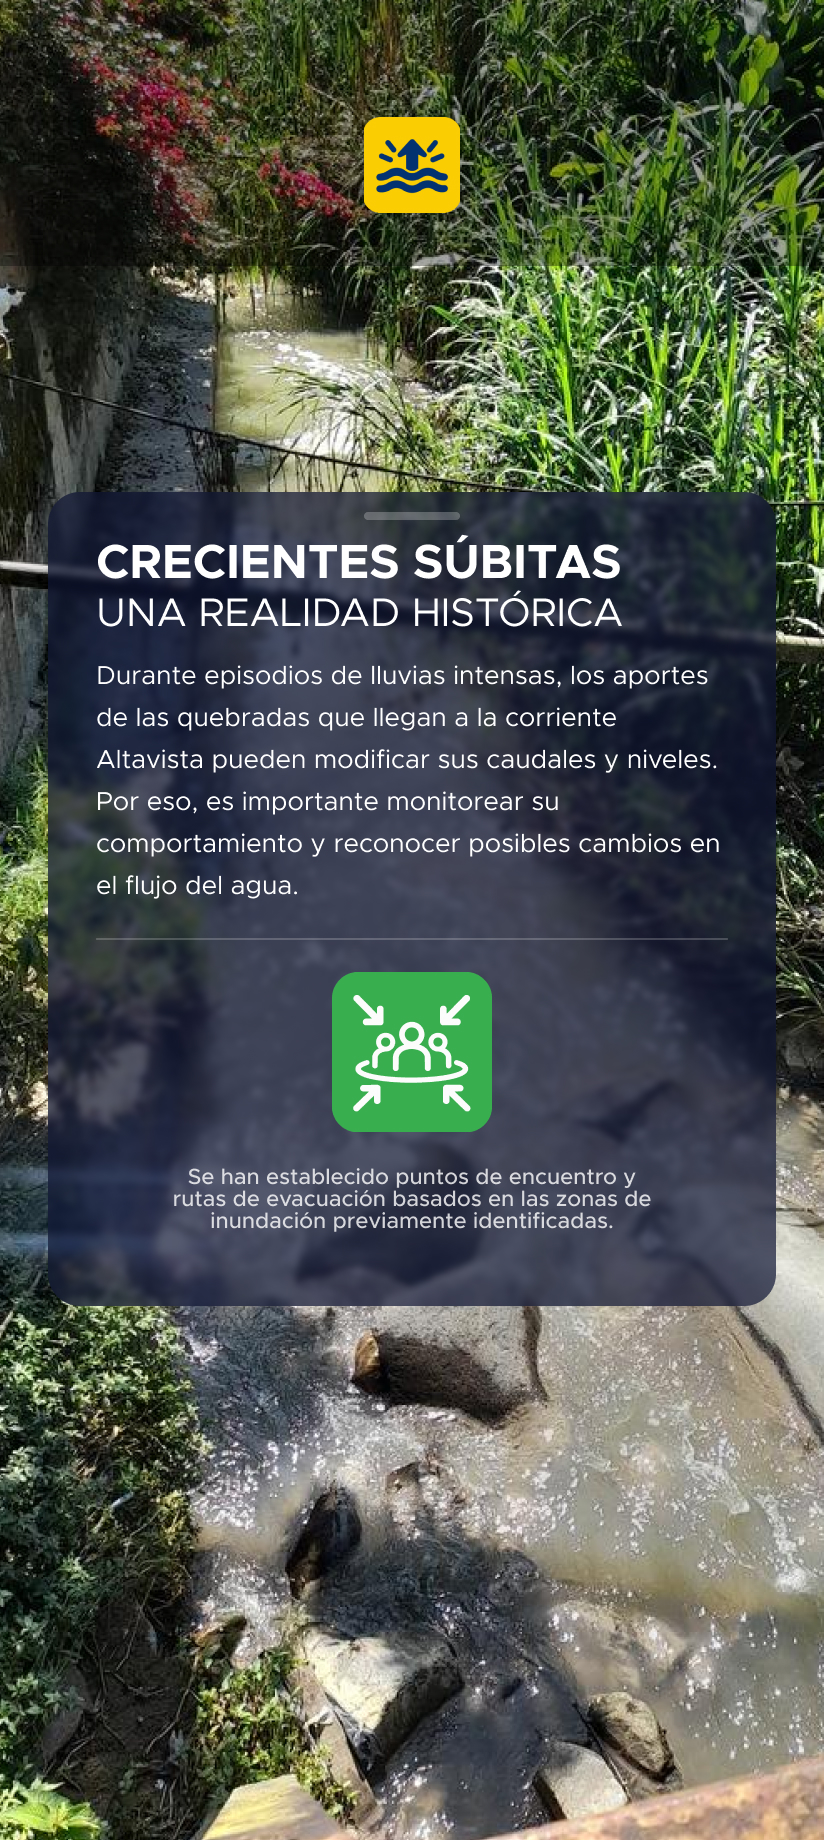 CRECIENTES SÚBITAS
UNA REALIDAD HISTÓRICA
Durante episodios de lluvias intensas, los aportes
de las quebradas que llegan a la corriente
Altavista pueden modificar sus caudales y niveles.
Por eso, es importante monitorear su
comportamiento y reconocer posibles cambios en
el flujo del agua.
Se han establecido puntos de encuentro y
rutas de evacuación basados en las zonas de
inundación previamente identificadas.